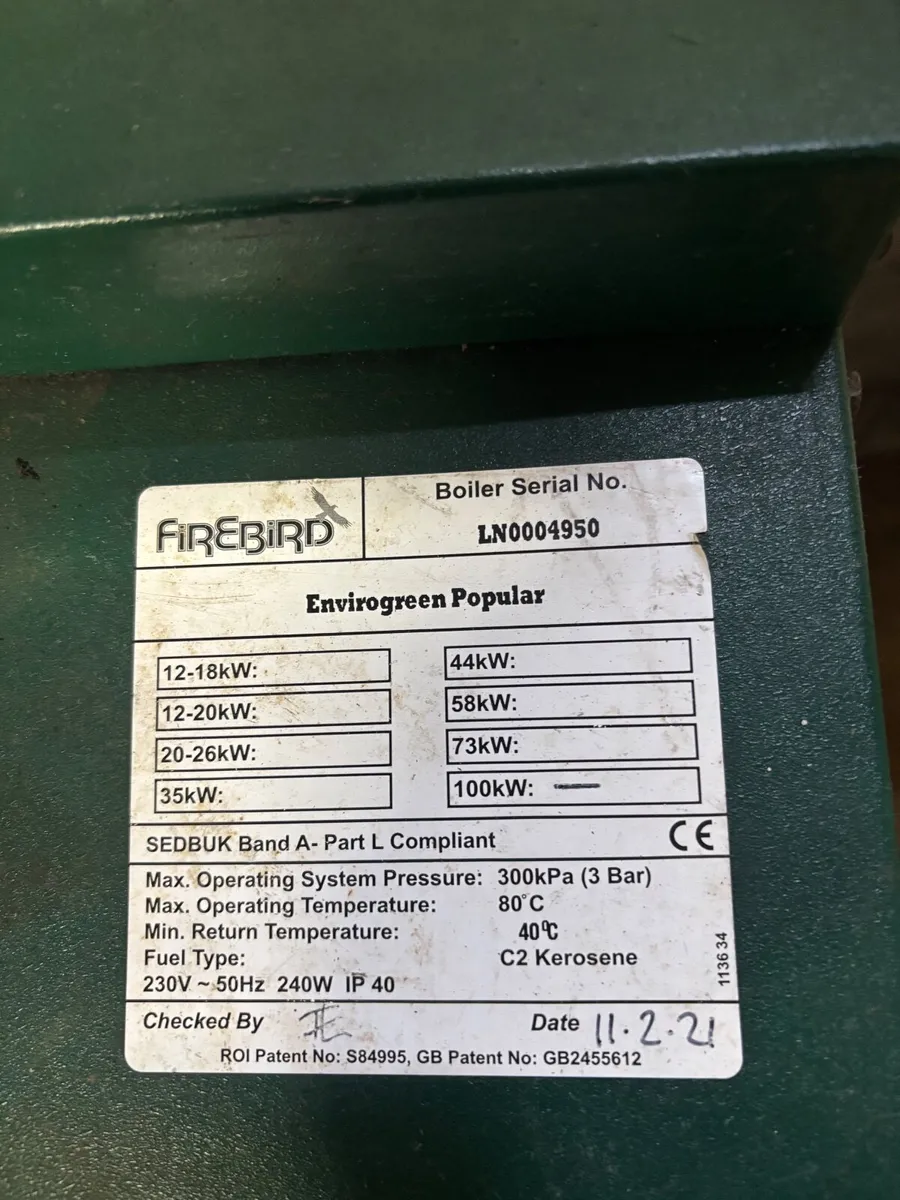 FiREBiRD
Boiler Serial No.
LN0004950
Envirogreen Popular
12-18kW:
12-20kW:
20-26kW:
35kW:
44kW:
58kW:
73kW:
100kW: —
SEDBUK Band A- Part L Compliant CE
Max. Operating System Pressure: 300kPa (3 Bar)
Max. Operating Temperature: 80°C
Min. Return Temperature: 40°C
Fuel Type: C2 Kerosene
230V ~ 50Hz 240W IP 40
113634
Checked By
Date 11.2.21
ROI Patent No: S84995, GB Patent No: GB2455612